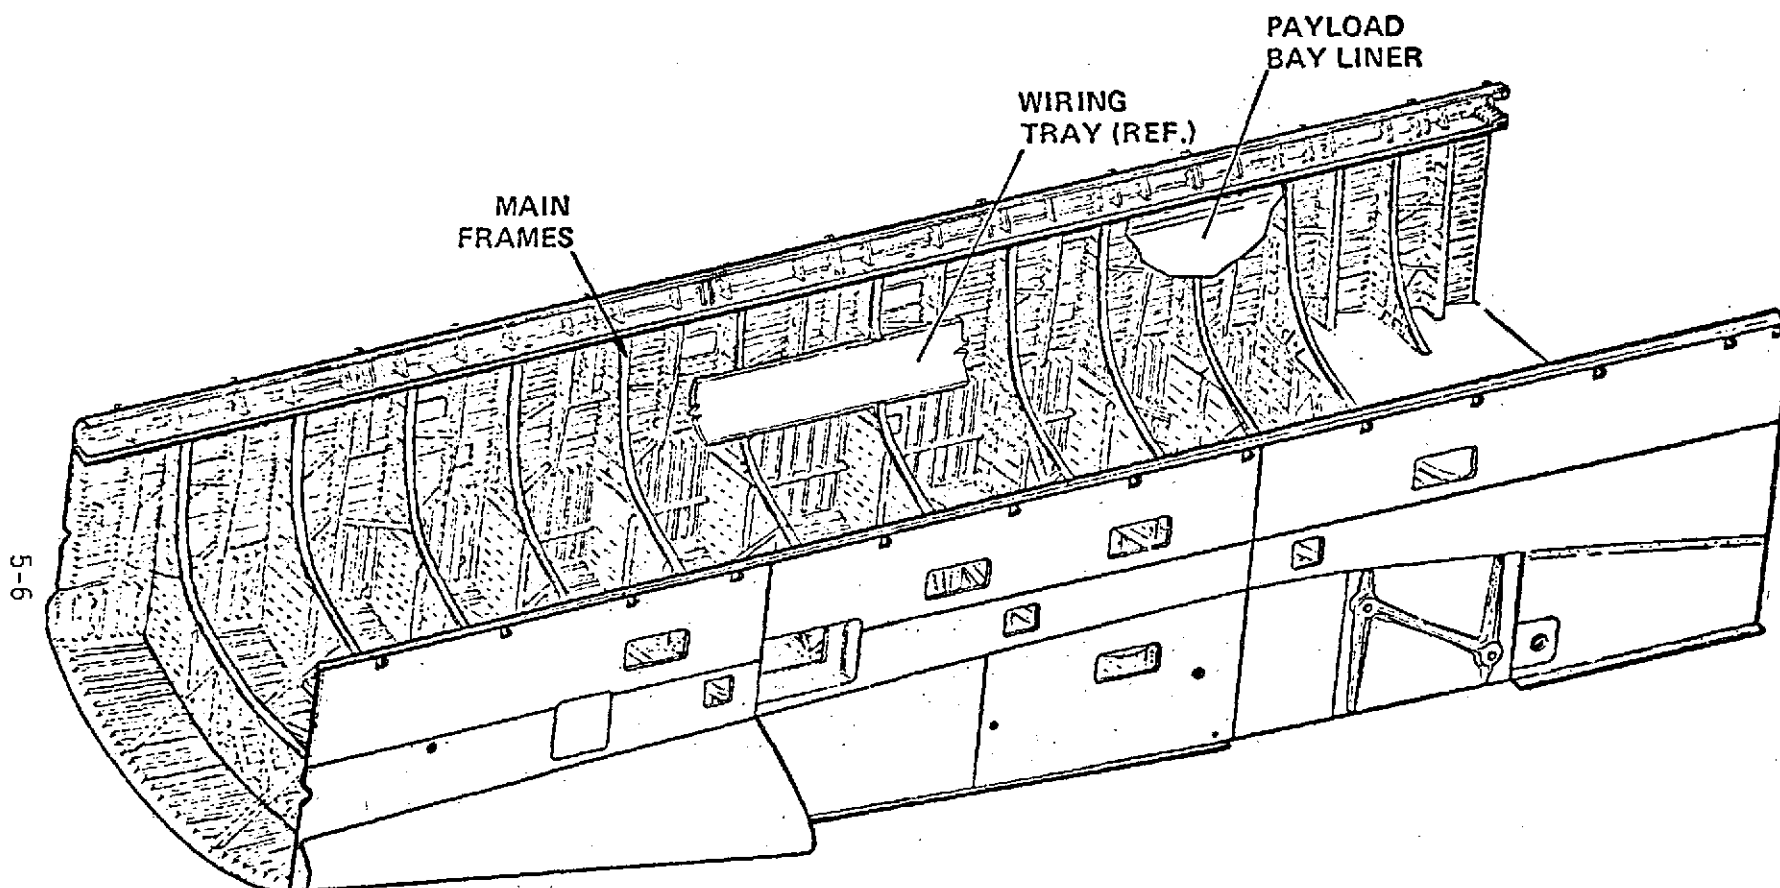 PAYLOAD
BAY LINER
WIRING
TRAY (REF.)
MAIN
FRAMES
5-6